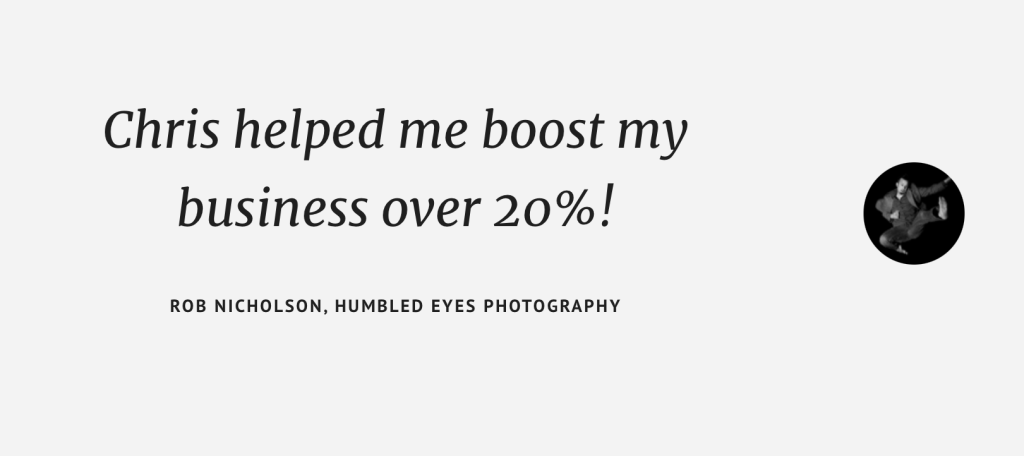 Chris helped me boost my
business over 20%!
ROB NICHOLSON, HUMBLED EYES PHOTOGRAPHY